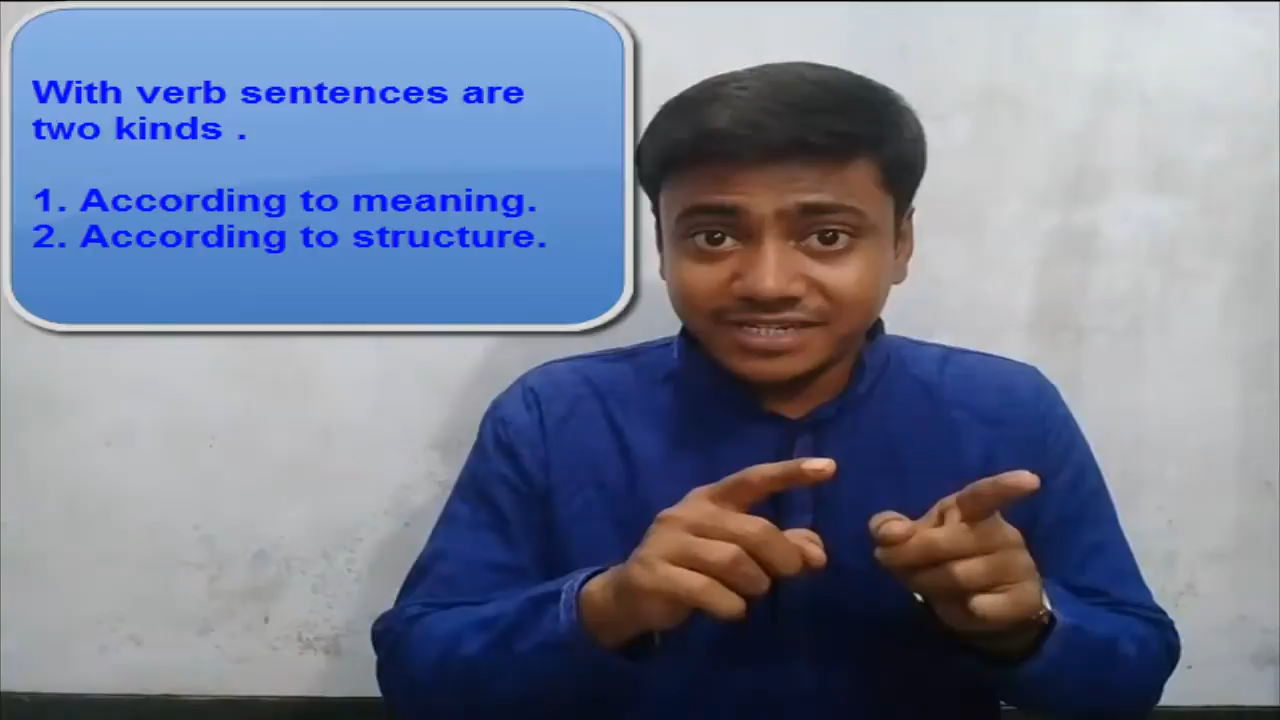 With verb sentences are
two kinds .
1. According to meaning.
2. According to structure.